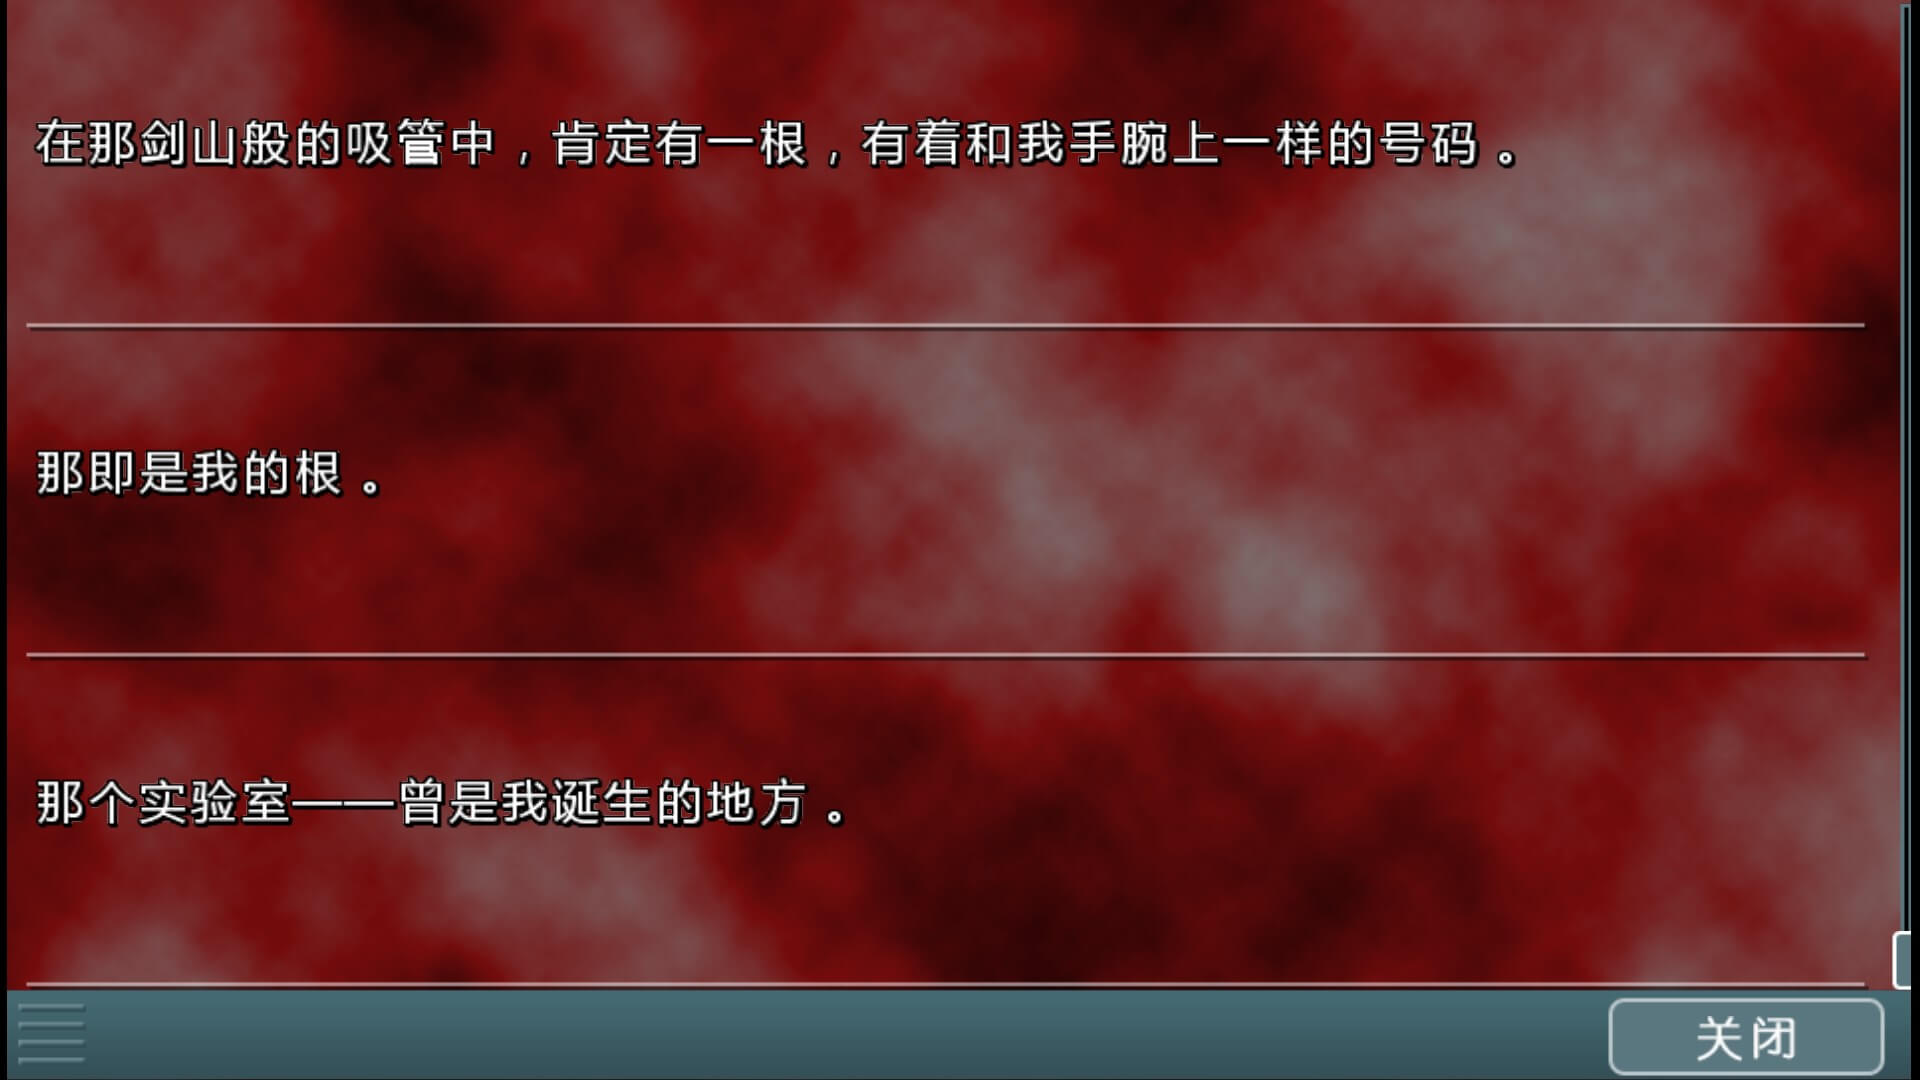 在那剑山般的吸管中，肯定有一根，有着和我手腕上一样的号码。
那即是我的根。
那个实验室——曾是我诞生的地方。
关闭